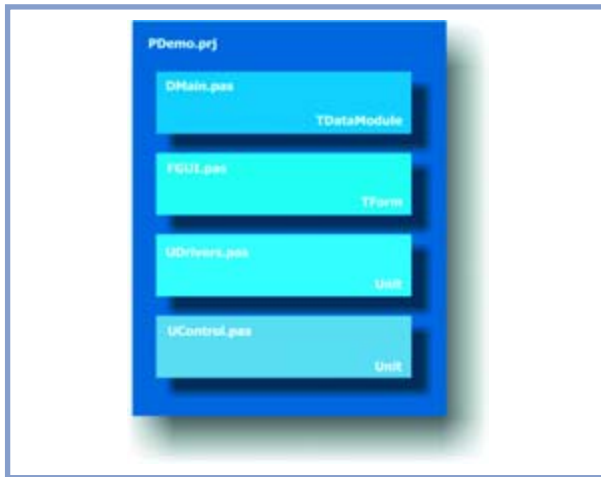 PDemo.prj
DMain.pas
TDataModule
FGUI.pas
TForm
UDrivers.pas
Unit
UControl.pas
Unit